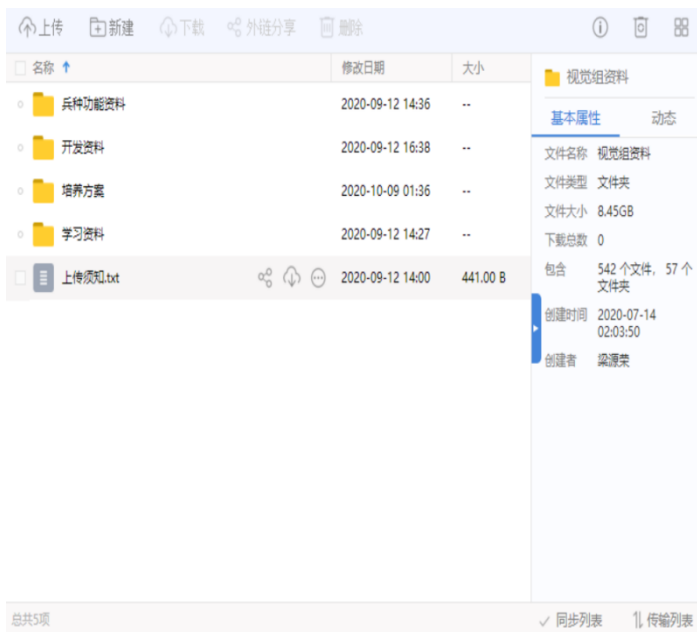 上传 新建 下载 外链分享 删除
名称 修改日期 大小
兵种功能资料 2020-09-12 14:36 --
开发资料 2020-09-12 16:38 --
培养方案 2020-10-09 01:36 --
学习资料 2020-09-12 14:27 --
上传须知.txt 2020-09-12 14:00 441.00 B
视觉组资料
基本属性 动态
文件名称 视觉组资料
文件类型 文件夹
文件大小 8.45GB
下载总数 0
包含 542 个文件, 57 个
文件夹
创建时间 2020-07-14
02:03:50
创建者 梁源荣
总共5项
同步列表 传输列表